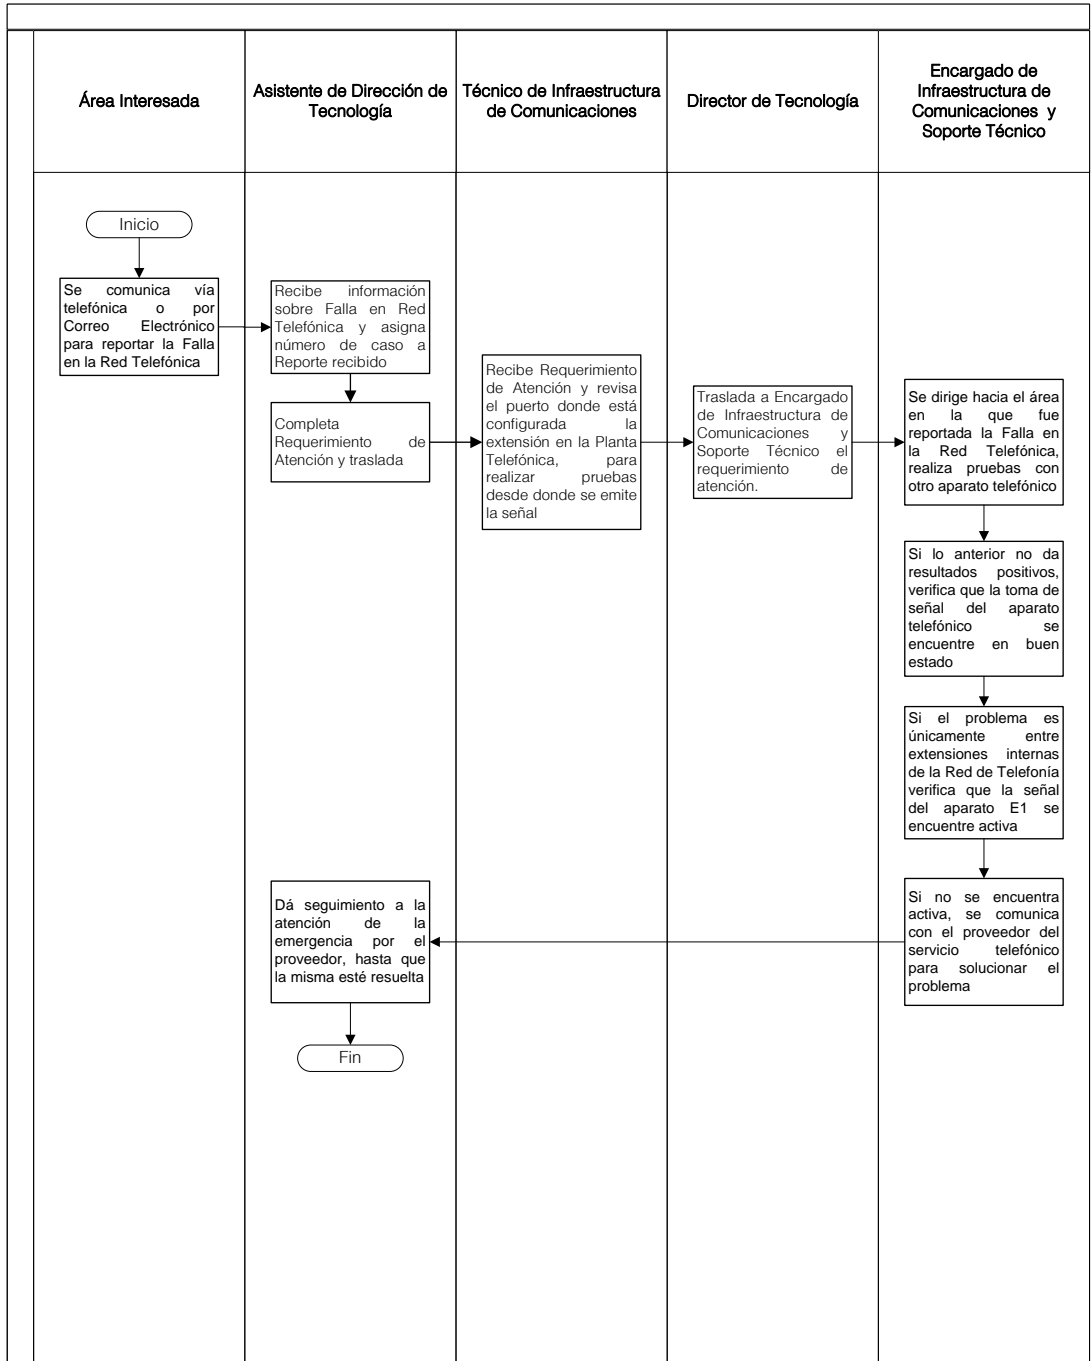 Área Interesada
Asistente de Dirección de
Tecnología
Técnico de Infraestructura
de Comunicaciones
Director de Tecnología
Encargado de
Infraestructura de
Comunicaciones y
Soporte Técnico
Inicio
Se comunica vía
telefónica o por
Correo Electrónico
para reportar la Falla
en la Red Telefónica
Recibe información
sobre Falla en Red
Telefónica y asigna
número de caso a
Reporte recibido
Completa
Requerimiento de
Atención y traslada
Recibe Requerimiento
de Atención y revisa
el puerto donde está
configurada la
extensión en la Planta
Telefónica, para
realizar pruebas
desde donde se emite
la señal
Traslada a Encargado
de Infraestructura de
Comunicaciones y
Soporte Técnico el
requerimiento de
atención.
Se dirige hacia el área
en la que fue
reportada la Falla en
la Red Telefónica,
realiza pruebas con
otro aparato telefónico
Si lo anterior no da
resultados positivos,
verifica que la toma de
señal del aparato
telefónico se
encuentre en buen
estado
Si el problema es
únicamente entre
extensiones internas
de la Red de Telefonía
verifica que la señal
del aparato E1 se
encuentre activa
Si no se encuentra
activa, se comunica
con el proveedor del
servicio telefónico
para solucionar el
problema
Dá seguimiento a la
atención de la
emergencia por el
proveedor, hasta que
la misma esté resuelta
Fin